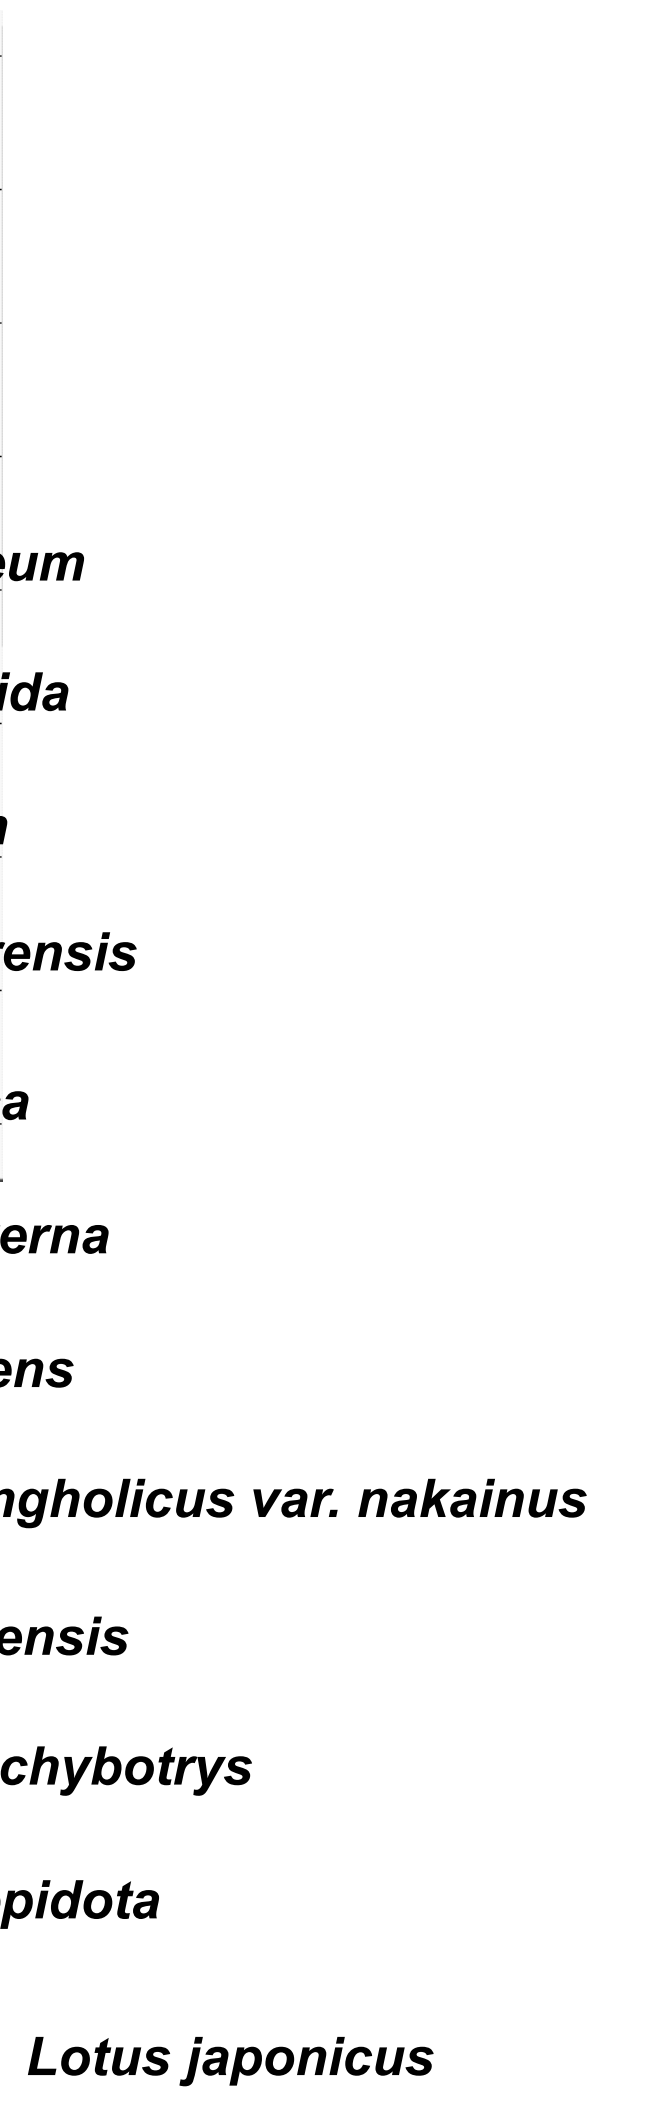 eum
ida
rensis
a
erna
ens
ngholicus var. nakainus
ensis
chybotrys
pidota
Lotus japonicus